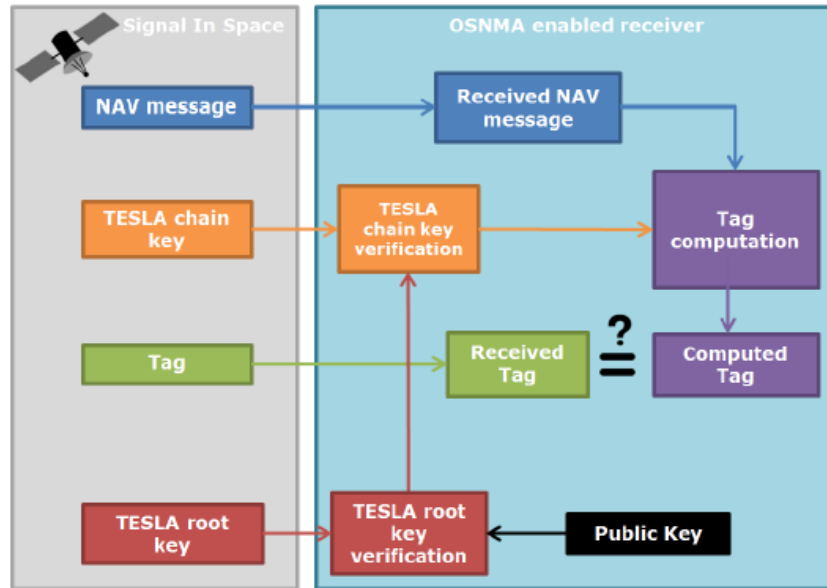 Signal In Space
OSNMA enabled receiver
NAV message
Received NAV
message
TESLA chain
key
TESLA
chain key
verification
Tag
computation
Tag
Received
Tag
?
=
Computed
Tag
TESLA root
key
TESLA root
key
verification
Public Key